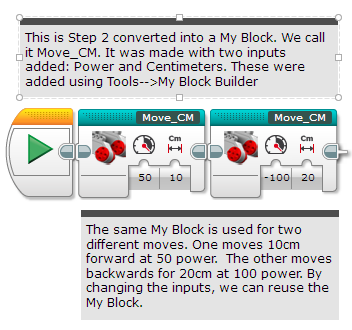 This is Step 2 converted into a My Block. We call
it Move_CM. It was made with two inputs
added: Power and Centimeters. These were
added using Tools-->My Block Builder
Move_CM Move_CM
Cm Cm
50 10 -100 20
The same My Block is used for two
different moves. One moves 10cm
forward at 50 power.  The other moves
backwards for 20cm at 100 power. By
changing the inputs, we can reuse the
My Block.